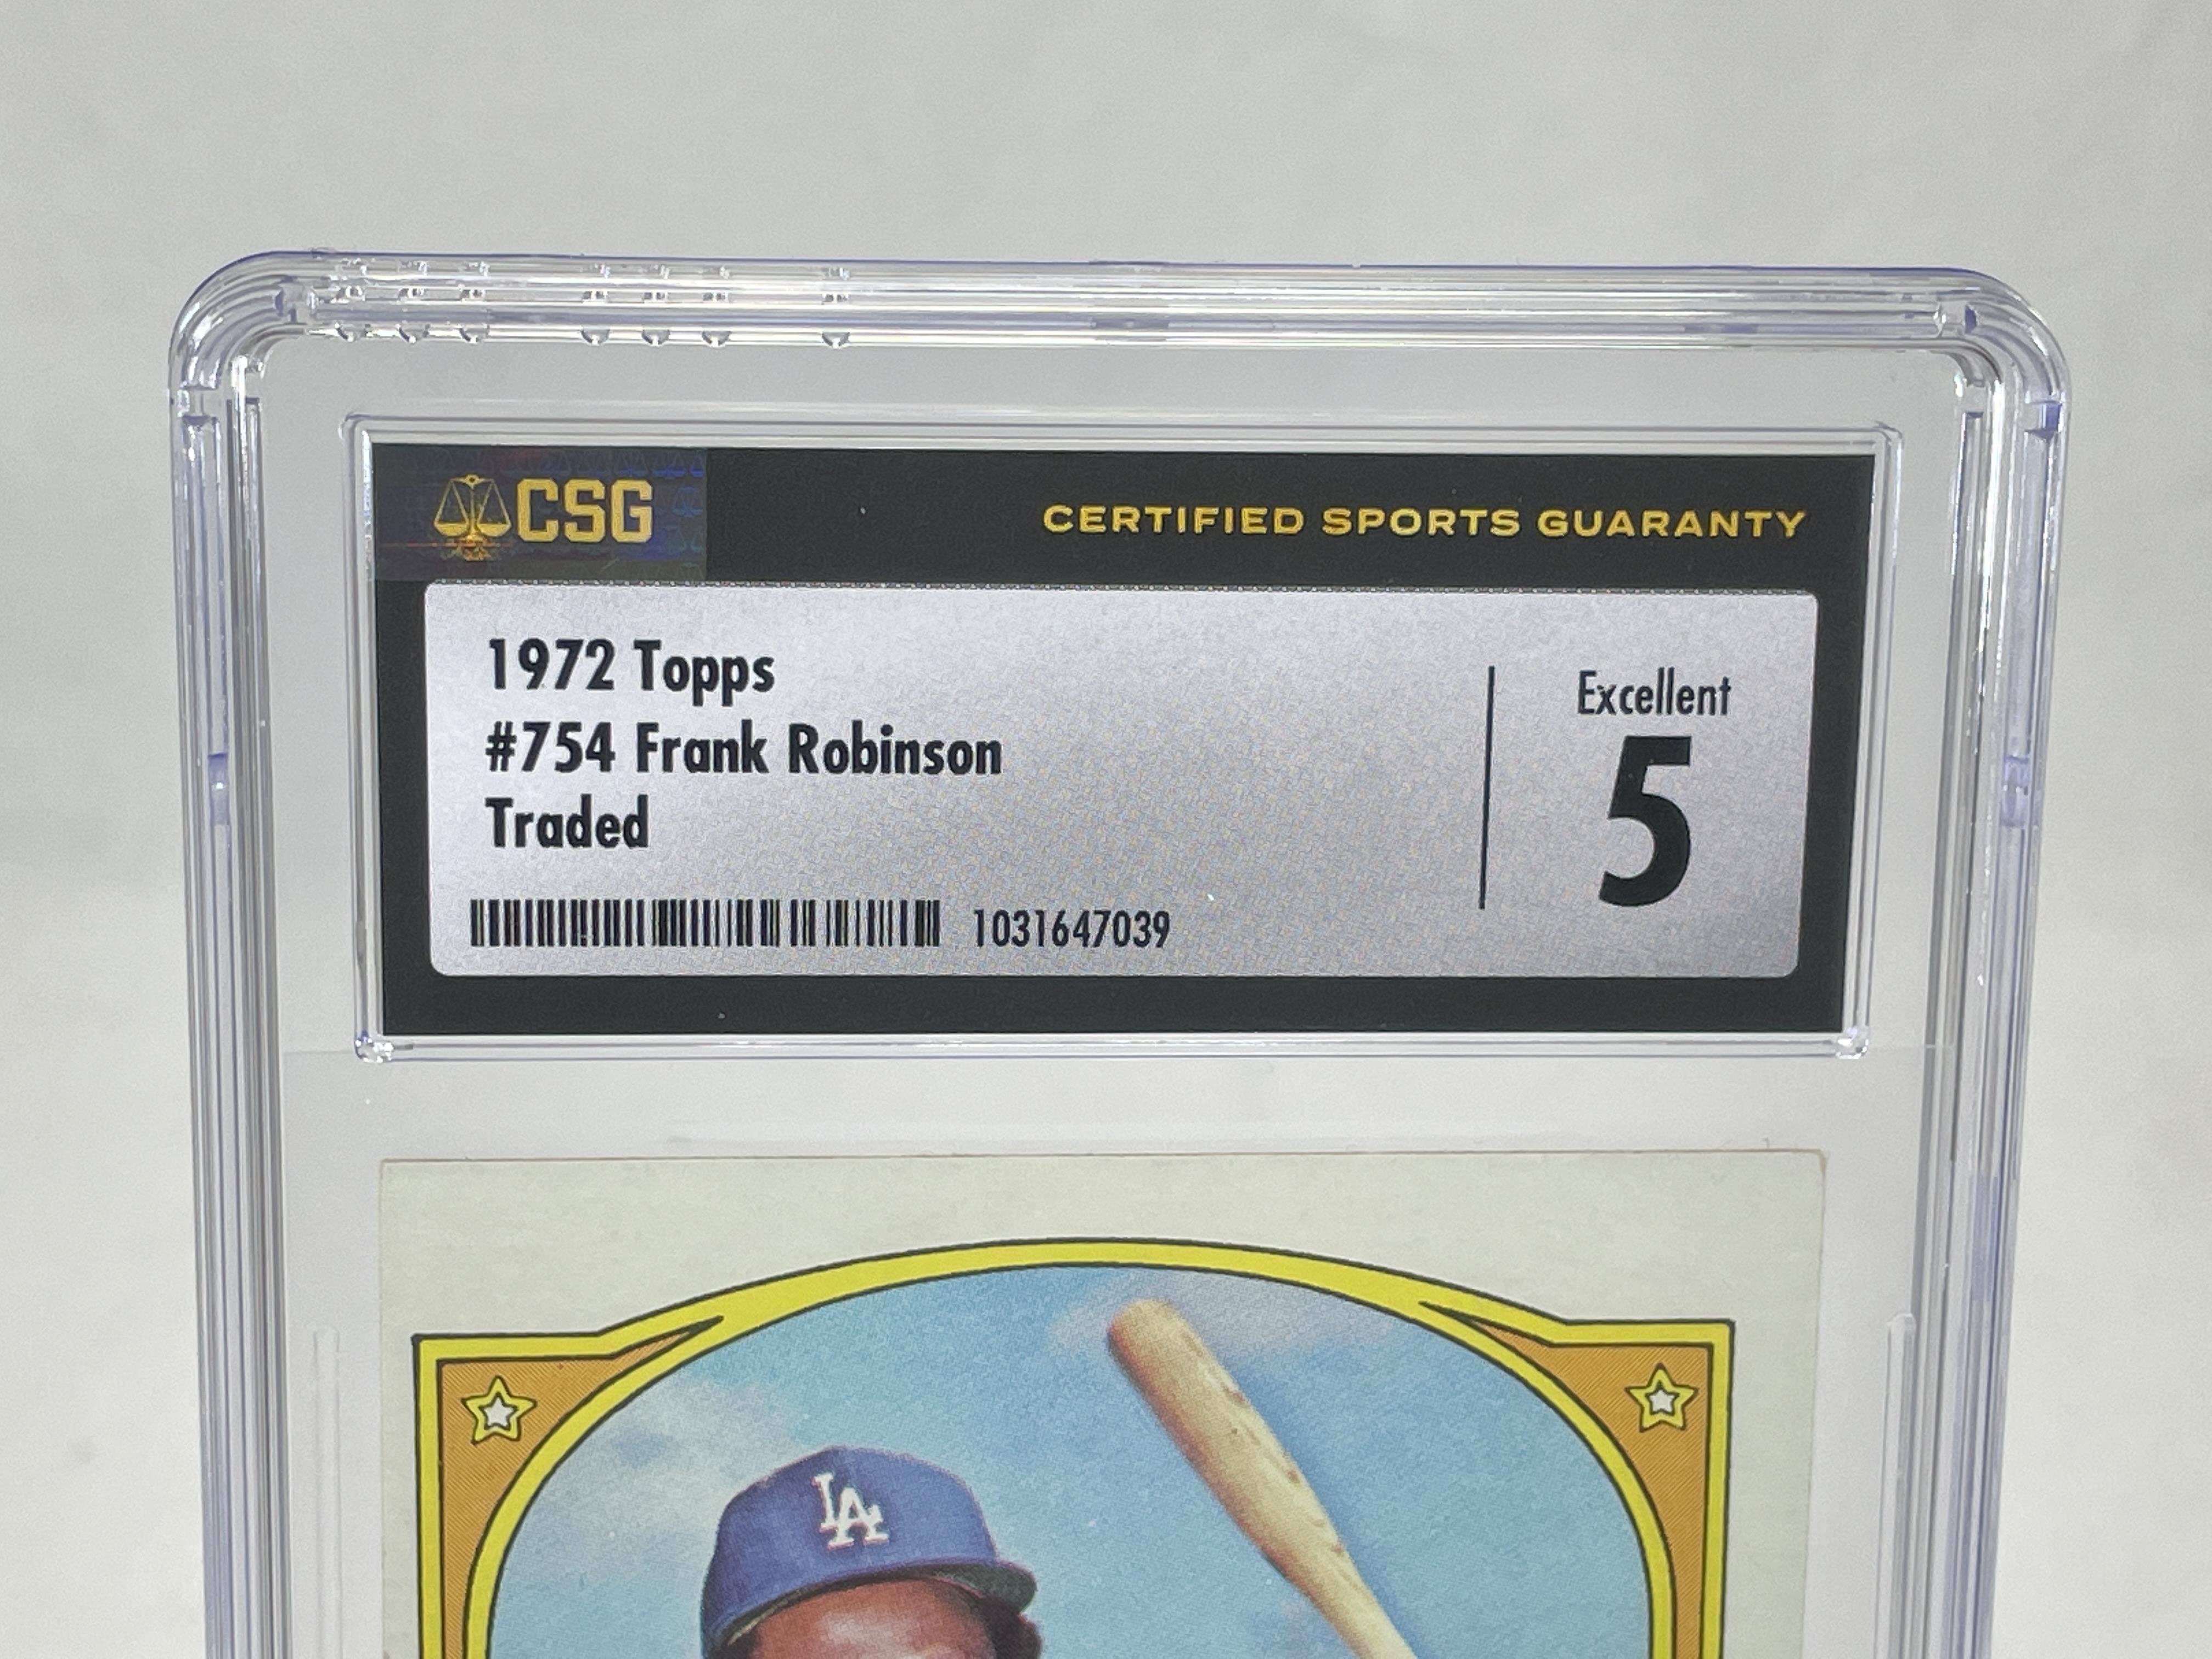 CSG
CERTIFIED SPORTS GUARANTY
1972 Topps
#754 Frank Robinson
Traded
1031647039
Excellent
5
LA